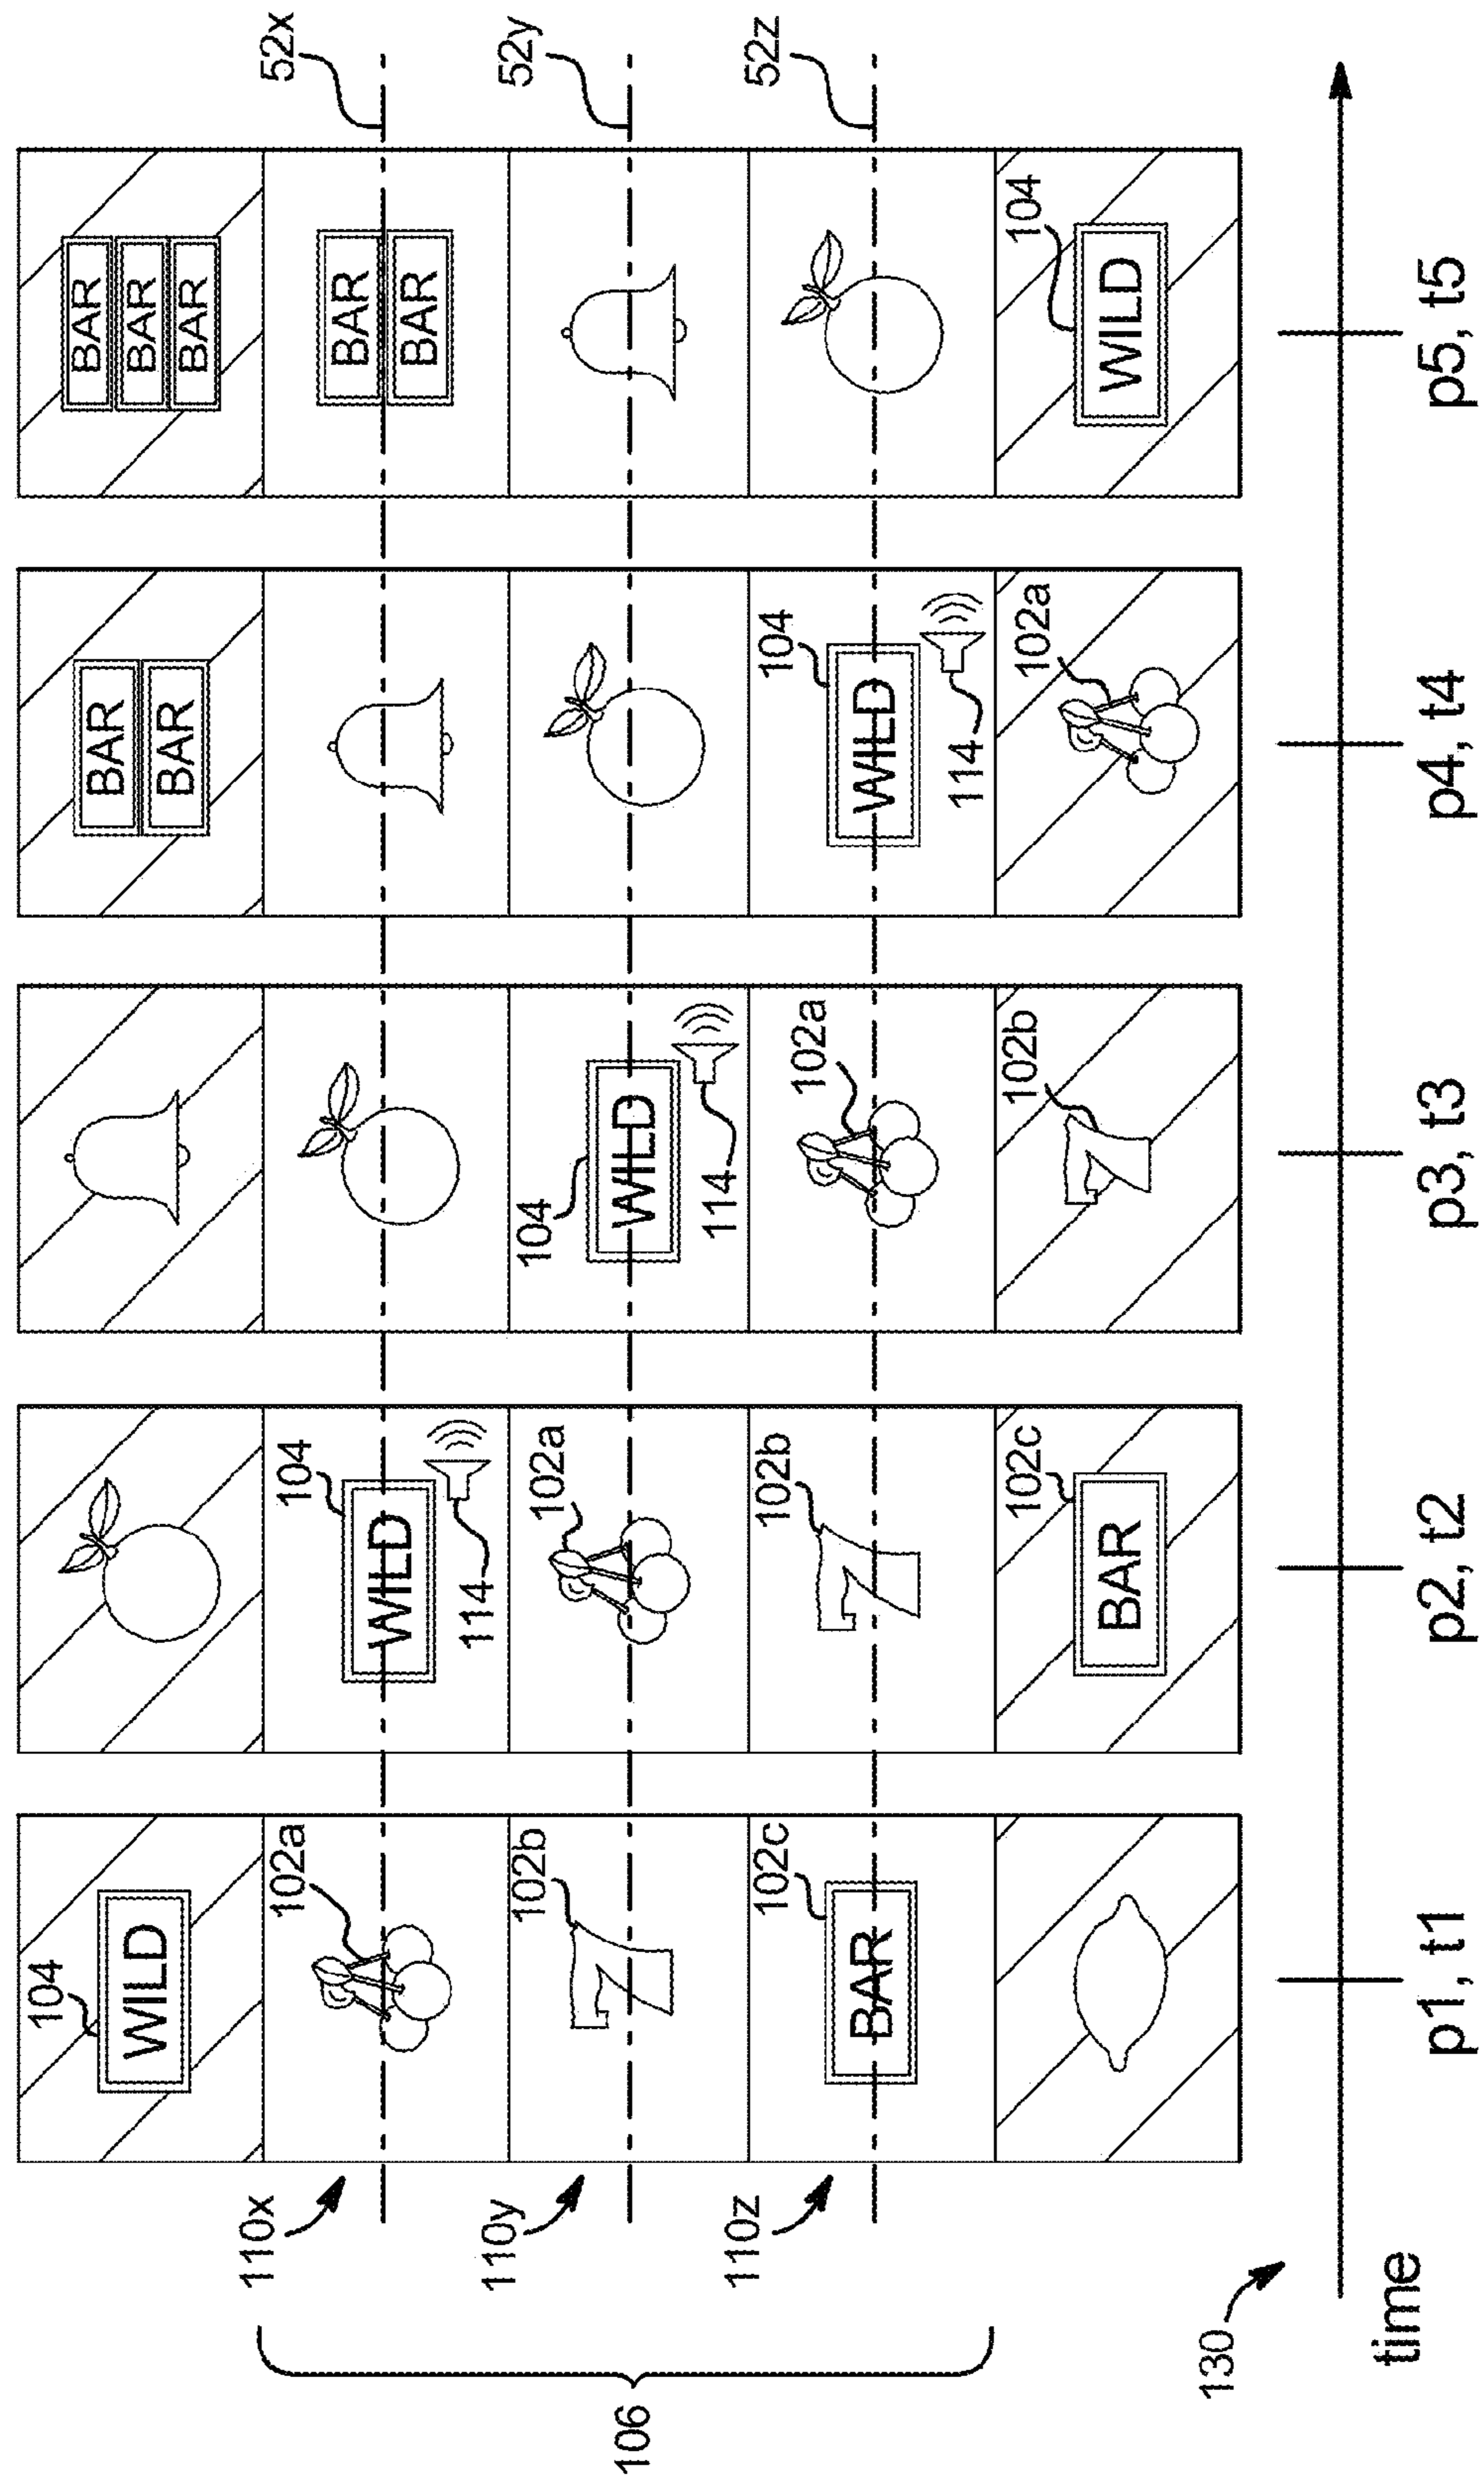 52x
52y
52z
104
WILD
102a
102b
BAR
102c
104
WILD
114
102a
102b
BAR
102c
104
WILD
114
102a
102b
BAR
BAR
104
WILD
114
102a
BAR
BAR
BAR
BAR
BAR
WILD
104
110x
110y
110z
106
130
time
p1, t1
p2, t2
p3, t3
p4, t4
p5, t5